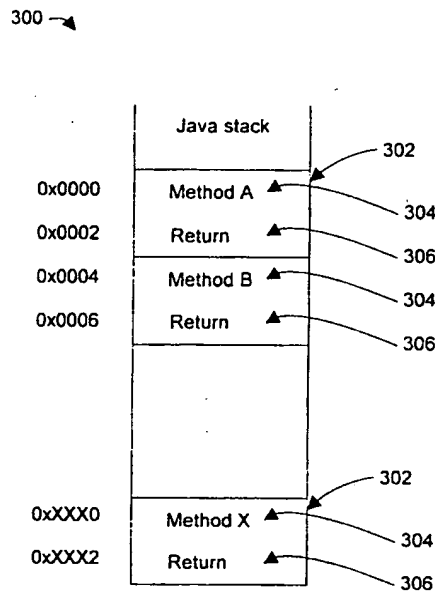 300
Java stack
302
0x0000 Method A 304
0x0002 Return 306
0x0004 Method B 304
0x0006 Return 306
302
0xXXX0 Method X 304
0xXXX2 Return 306